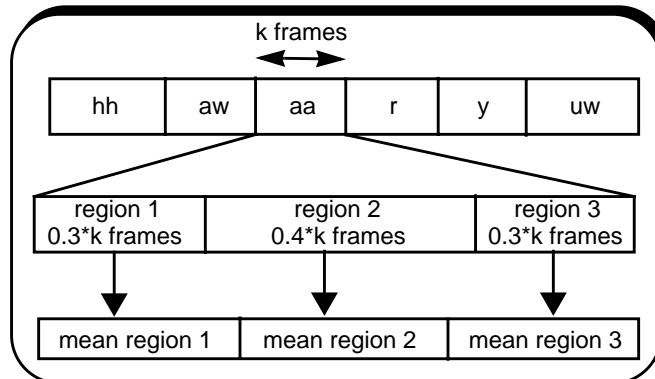 k frames
hh aw aa r y uw
region 1 region 2 region 3
0.3*k frames 0.4*k frames 0.3*k frames
mean region 1 mean region 2 mean region 3